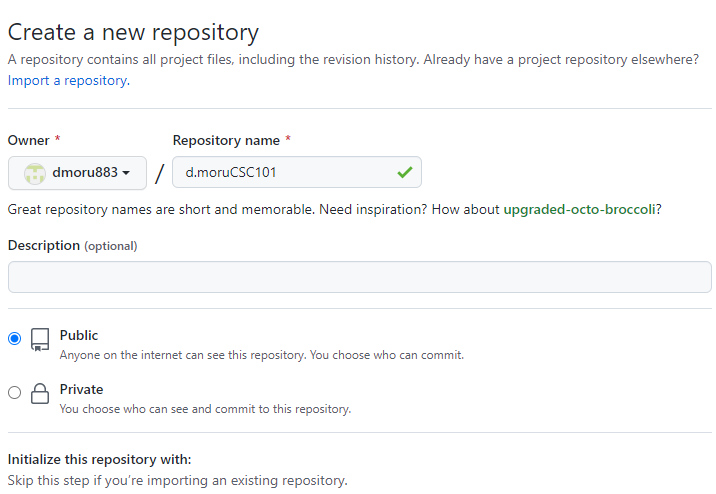 Create a new repository
A repository contains all project files, including the revision history. Already have a project repository elsewhere?
Import a repository.
Owner * Repository name *
dmoru883 / d.moruCSC101
Great repository names are short and memorable. Need inspiration? How about upgraded-octo-broccoli?
Description (optional)
Public
Anyone on the internet can see this repository. You choose who can commit.
Private
You choose who can see and commit to this repository.
Initialize this repository with:
Skip this step if you’re importing an existing repository.